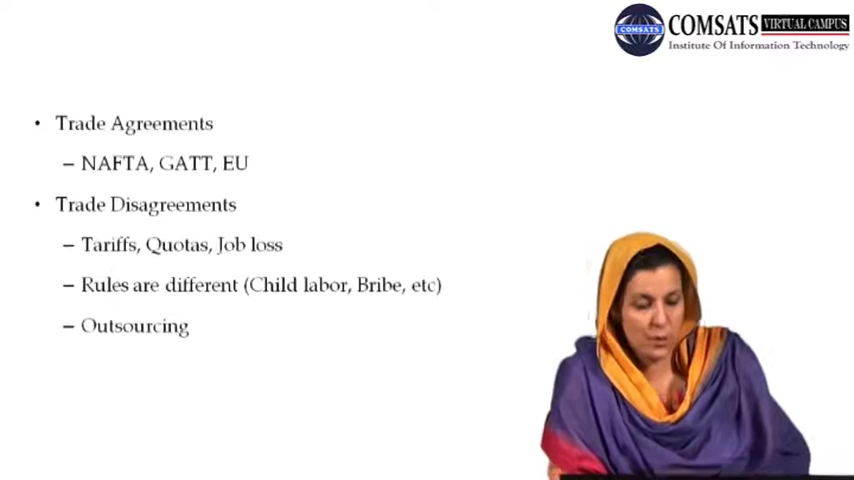 COMSATS VIRTUAL CAMPUS
COMSATS Institute Of Information Technology
• Trade Agreements
– NAFTA, GATT, EU
• Trade Disagreements
– Tariffs, Quotas, Job loss
– Rules are different (Child labor, Bribe, etc)
– Outsourcing